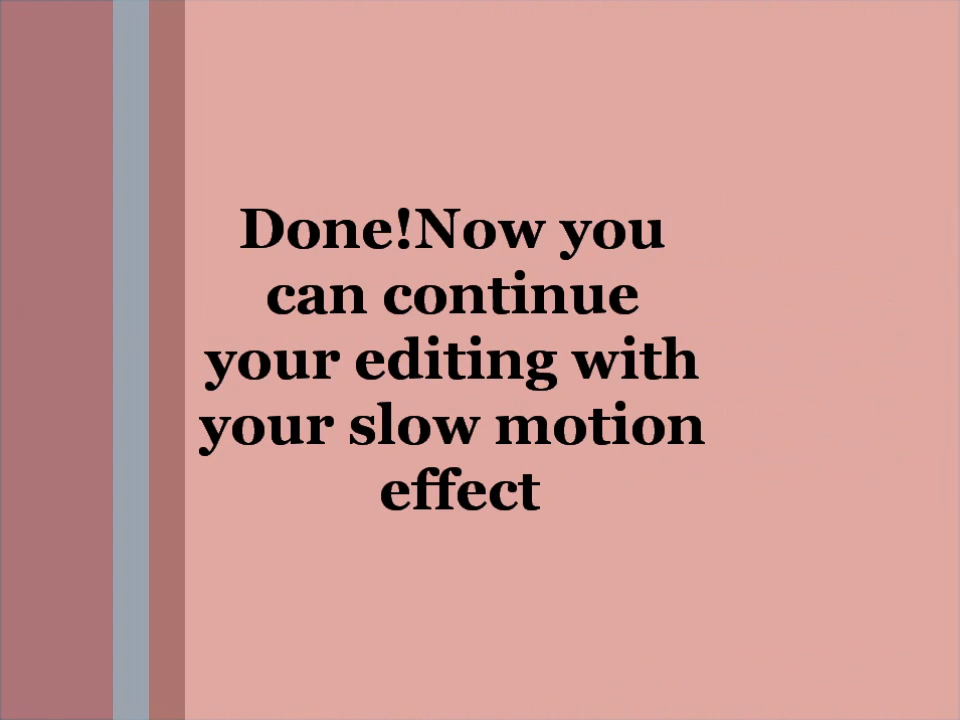 Done!Now you
can continue
your editing with
your slow motion
effect